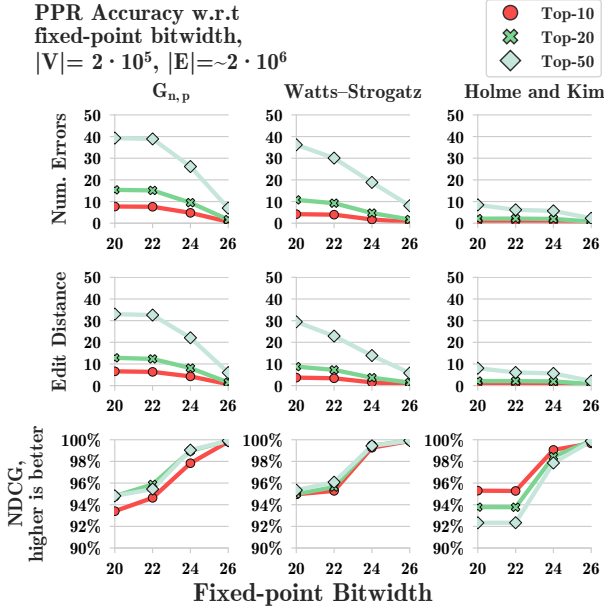 PPR Accuracy w.r.t
fixed-point bitwidth,
|V|= 2 · 10⁵, |E|=~2 · 10⁶
Top-10
Top-20
Top-50
Gₙ,ₚ
Watts–Strogatz
Holme and Kim
Num. Errors
50
40
30
20
10
0
20 22 24 26
50
40
30
20
10
0
20 22 24 26
50
40
30
20
10
0
20 22 24 26
Edit Distance
50
40
30
20
10
0
20 22 24 26
50
40
30
20
10
0
20 22 24 26
50
40
30
20
10
0
20 22 24 26
NDCG,
higher is better
100%
98%
96%
94%
92%
90%
20 22 24 26
100%
98%
96%
94%
92%
90%
20 22 24 26
100%
98%
96%
94%
92%
90%
20 22 24 26
Fixed-point Bitwidth